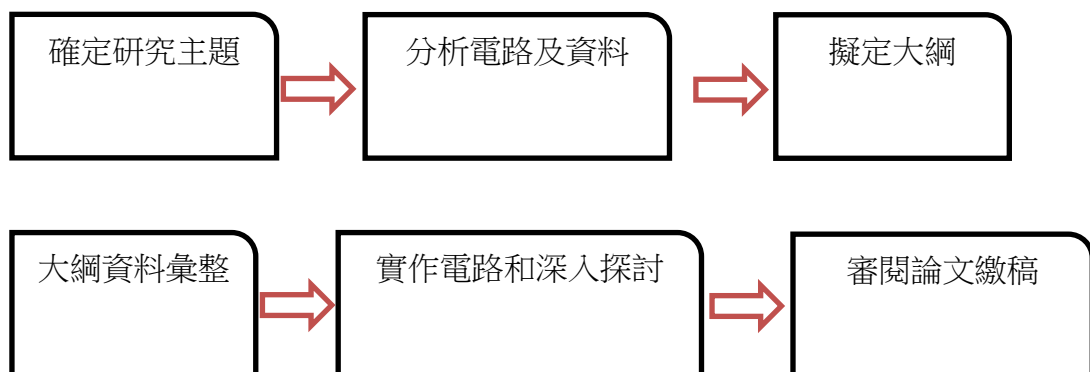 確定研究主題
分析電路及資料
擬定大綱
大綱資料彙整
實作電路和深入探討
審閱論文繳稿